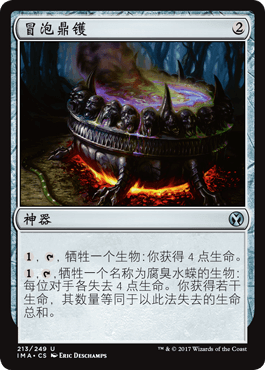 冒泡鼎镬 2
神器
1，，牺牲一个生物：你获得 4 点生命。
1，，牺牲一个名称为腐臭水蝾的生物：
每位对手各失去 4 点生命。你获得若干
生命，其数量等同于以此法失去的生命
总和。
213/249 U
IMA • CS ERIC DESCHAMPS
™ & © 2017 Wizards of the Coast